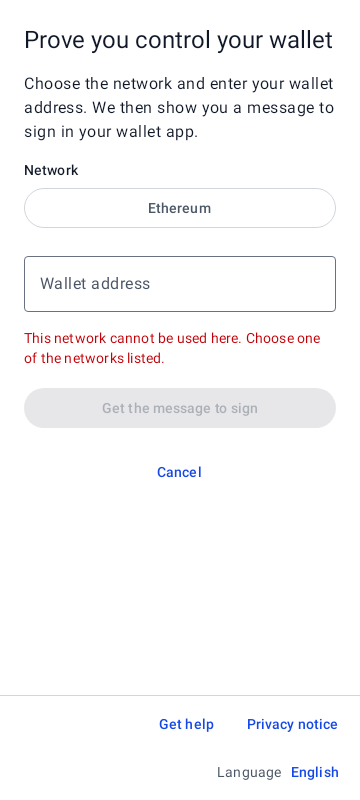 Prove you control your wallet
Choose the network and enter your wallet
address. We then show you a message to
sign in your wallet app.
Network
Ethereum
Wallet address
This network cannot be used here. Choose one
of the networks listed.
Get the message to sign
Cancel
Get help
Privacy notice
Language English